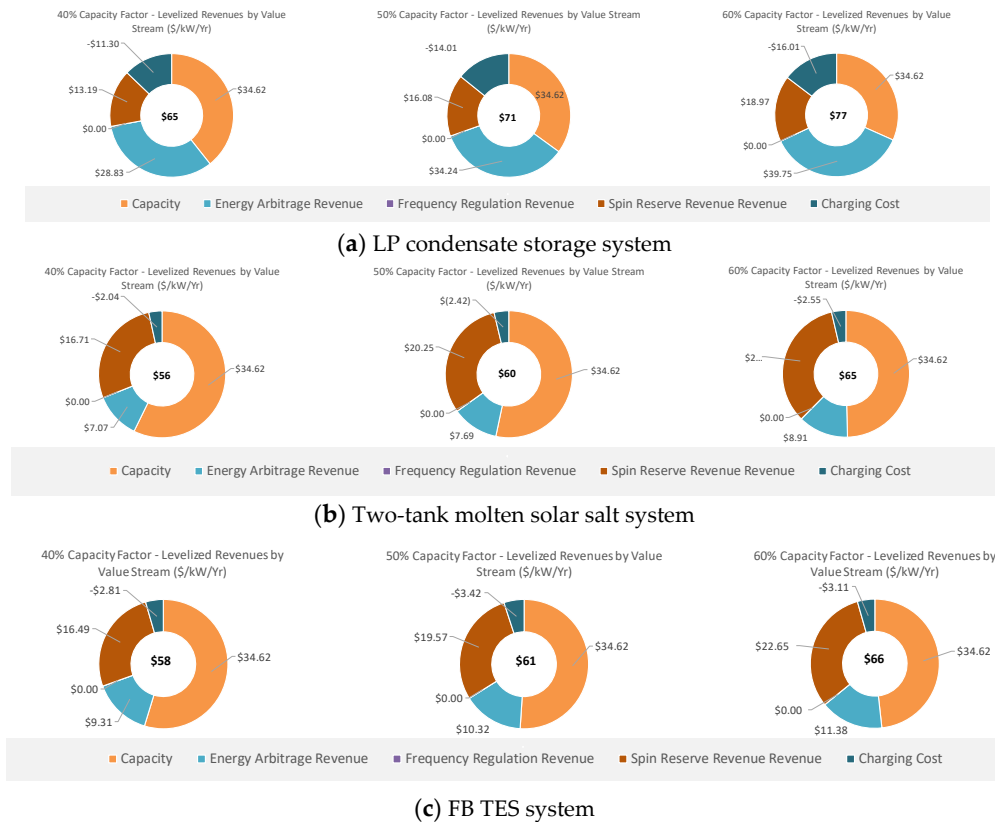 40% Capacity Factor - Levelized Revenues by Value
Stream ($/kW/Yr)
-$11.30
$13.19
$34.62
$65
$0.00
$28.83
50% Capacity Factor - Levelized Revenues by Value Stream
($/kW/Yr)
-$14.01
$34.62
$16.08
$71
$0.00
$34.24
60% Capacity Factor - Levelized Revenues by Value
Stream ($/kW/Yr)
-$16.01
$34.62
$18.97
$77
$0.00
$39.75
Capacity Energy Arbitrage Revenue Frequency Regulation Revenue Spin Reserve Revenue Revenue Charging Cost
(a) LP condensate storage system
40% Capacity Factor - Levelized Revenues by Value
Stream ($/kW/Yr)
-$2.04
$16.71
$34.62
$56
$0.00
$7.07
50% Capacity Factor - Levelized Revenues by Value Stream
($/kW/Yr)
$(2.42)
$20.25
$34.62
$60
$0.00
$7.69
60% Capacity Factor - Levelized Revenues by Value
Stream ($/kW/Yr)
-$2.55
$2...
$34.62
$65
$0.00
$8.91
Capacity Energy Arbitrage Revenue Frequency Regulation Revenue Spin Reserve Revenue Revenue Charging Cost
(b) Two-tank molten solar salt system
40% Capacity Factor - Levelized Revenues by
Value Stream ($/kW/Yr)
-$2.81
$16.49
$34.62
$58
$0.00
$9.31
50% Capacity Factor - Levelized Revenues by Value
Stream ($/kW/Yr)
-$3.42
$19.57
$34.62
$61
$0.00
$10.32
60% Capacity Factor - Levelized Revenues by
Value Stream ($/kW/Yr)
-$3.11
$22.65
$34.62
$66
$0.00
$11.38
Capacity Energy Arbitrage Revenue Frequency Regulation Revenue Spin Reserve Revenue Revenue Charging Cost
(c) FB TES system